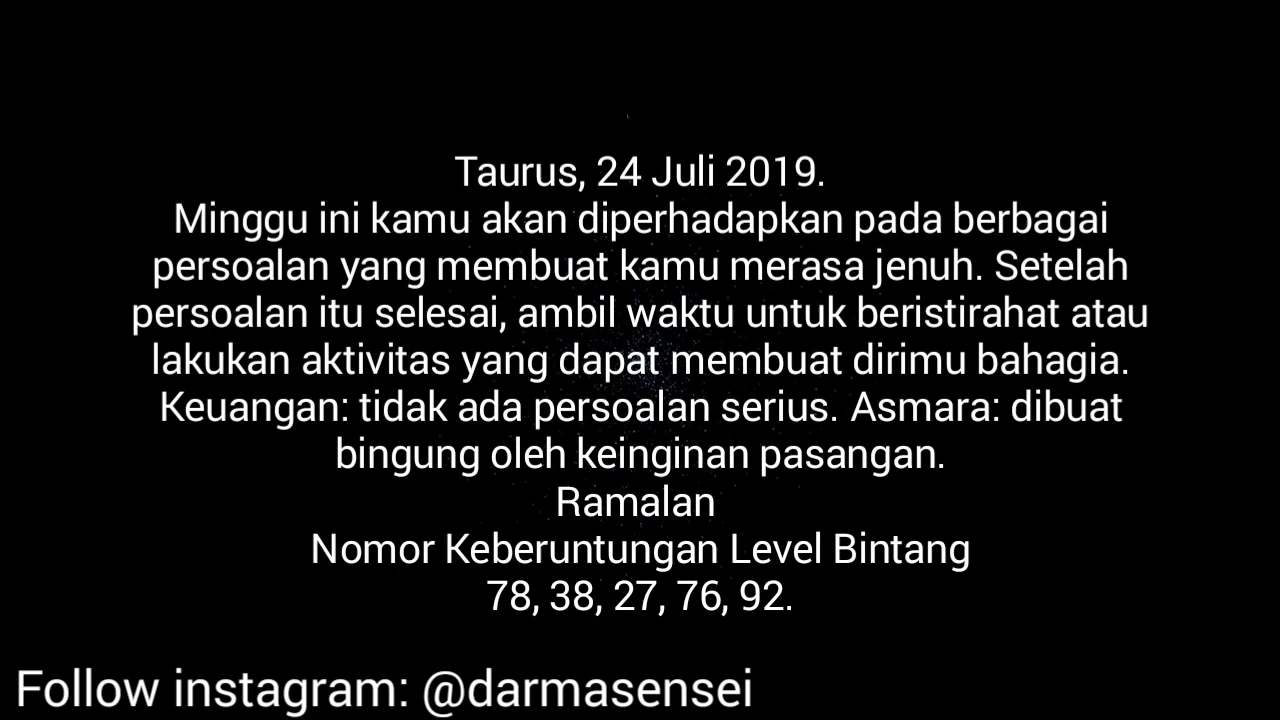 Taurus, 24 Juli 2019.
Minggu ini kamu akan diperhadapkan pada berbagai
persoalan yang membuat kamu merasa jenuh. Setelah
persoalan itu selesai, ambil waktu untuk beristirahat atau
lakukan aktivitas yang dapat membuat dirimu bahagia.
Keuangan: tidak ada persoalan serius. Asmara: dibuat
bingung oleh keinginan pasangan.
Ramalan
Nomor Keberuntungan Level Bintang
78, 38, 27, 76, 92.
Follow instagram: @darmasensei